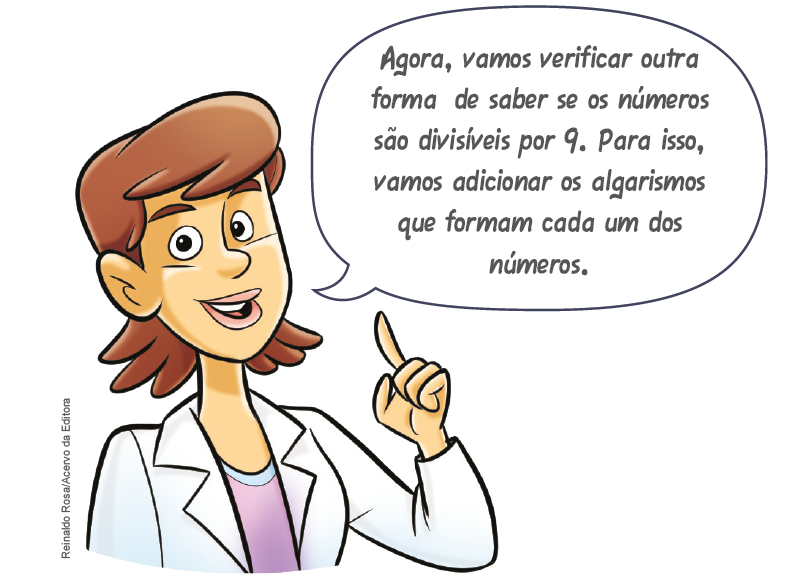 Agora, vamos verificar outra
forma de saber se os números
são divisíveis por 9. Para isso,
vamos adicionar os algarismos
que formam cada um dos
números.
Reinaldo Rosa/Acervo da Editora